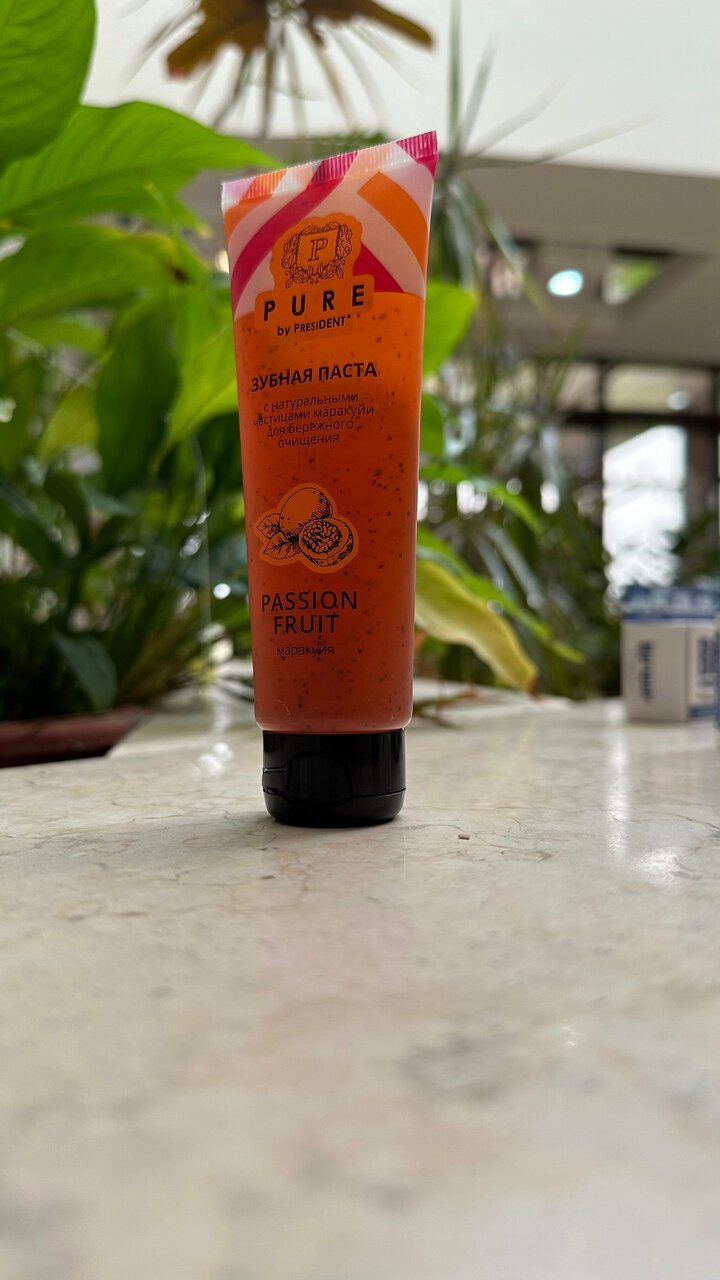 P
PURE
by PRESIDENT®
ЗУБНАЯ ПАСТА
с натуральными
частицами маракуйи
для бережного
очищения
PASSION
FRUIT
маракуйя